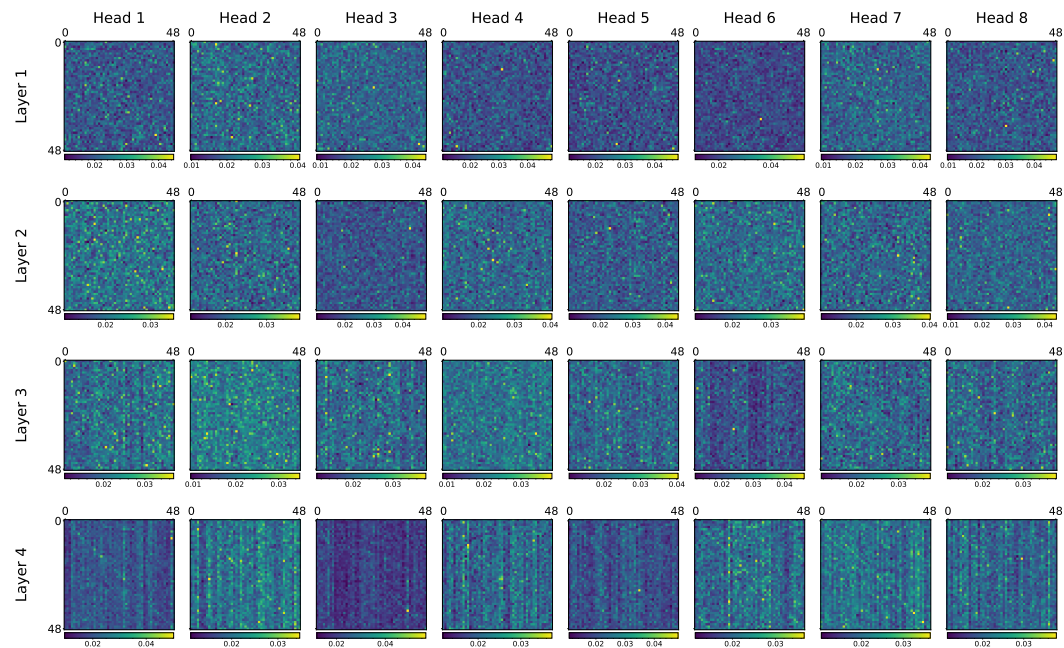 Head 1 Head 2 Head 3 Head 4 Head 5 Head 6 Head 7 Head 8
0 48 0 48 0 48 0 48 0 48 0 48 0 48 0 48
0
Layer 1
48
0.02 0.03 0.04 0.01 0.02 0.03 0.04 0.01 0.02 0.03 0.04 0.02 0.03 0.04 0.02 0.03 0.04 0.02 0.04 0.02 0.03 0.04 0.01 0.02 0.03 0.04
0 48 0 48 0 48 0 48 0 48 0 48 0 48 0 48
0
Layer 2
48
0.02 0.03 0.02 0.03 0.02 0.03 0.04 0.02 0.03 0.04 0.02 0.03 0.04 0.02 0.03 0.02 0.03 0.04 0.01 0.02 0.03 0.04
0 48 0 48 0 48 0 48 0 48 0 48 0 48 0 48
0
Layer 3
48
0.02 0.03 0.01 0.02 0.03 0.02 0.03 0.01 0.02 0.03 0.02 0.03 0.04 0.02 0.03 0.04 0.02 0.03 0.02 0.03
0 48 0 48 0 48 0 48 0 48 0 48 0 48 0 48
0
Layer 4
48
0.02 0.04 0.02 0.03 0.02 0.04 0.02 0.03 0.02 0.04 0.02 0.03 0.02 0.03 0.02 0.03